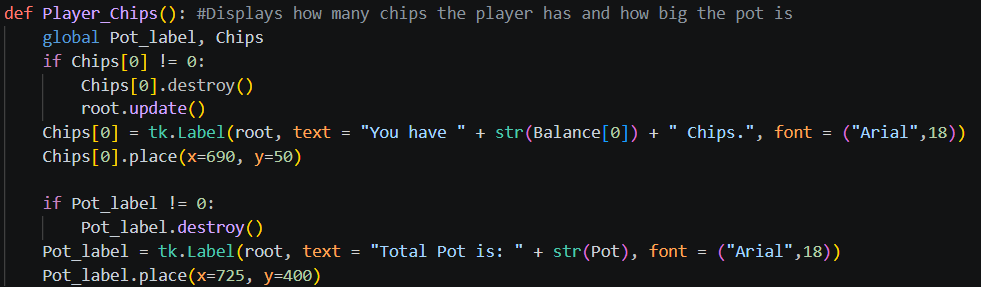 def Player_Chips(): #Displays how many chips the player has and how big the pot is
    global Pot_label, Chips
    if Chips[0] != 0:
        Chips[0].destroy()
        root.update()
    Chips[0] = tk.Label(root, text = "You have " + str(Balance[0]) + " Chips.", font = ("Arial",18))
    Chips[0].place(x=690, y=50)

    if Pot_label != 0:
        Pot_label.destroy()
    Pot_label = tk.Label(root, text = "Total Pot is: " + str(Pot), font = ("Arial",18))
    Pot_label.place(x=725, y=400)